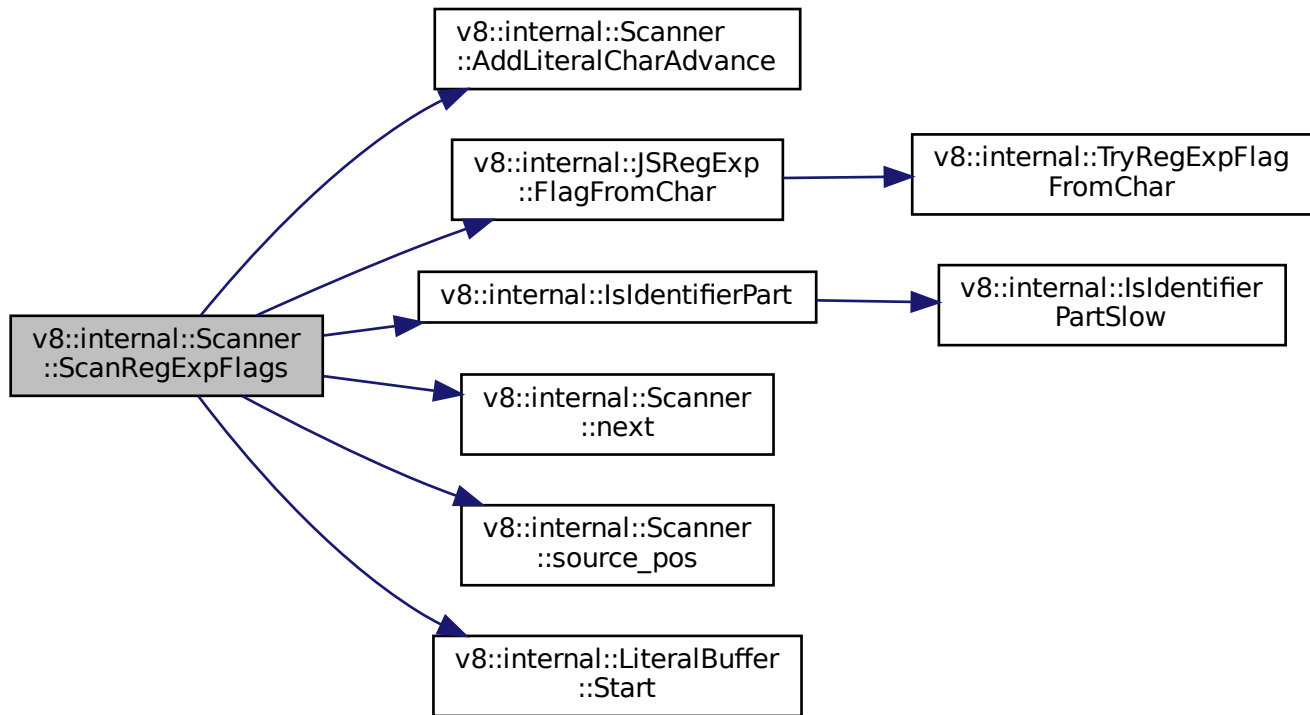 v8::internal::Scanner
::ScanRegExpFlags
v8::internal::Scanner
::AddLiteralCharAdvance
v8::internal::JSRegExp
::FlagFromChar
v8::internal::TryRegExpFlag
FromChar
v8::internal::IsIdentifierPart
v8::internal::IsIdentifier
PartSlow
v8::internal::Scanner
::next
v8::internal::Scanner
::source_pos
v8::internal::LiteralBuffer
::Start